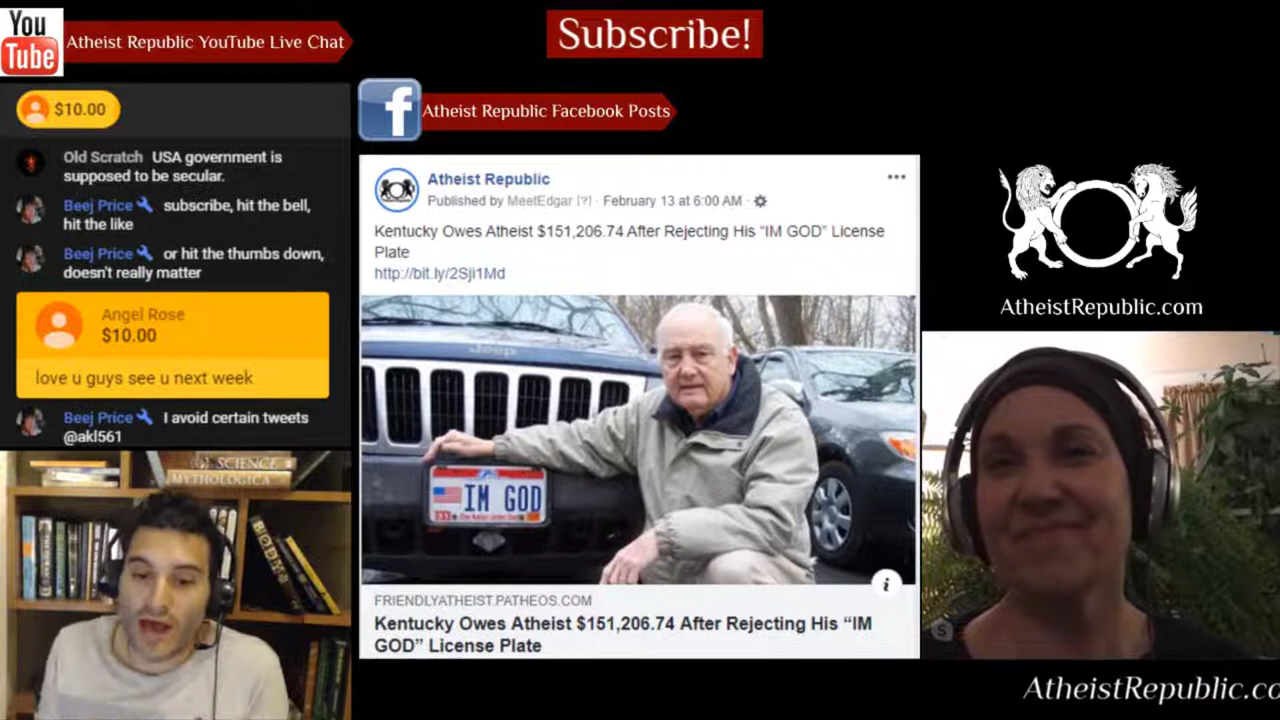 You
Tube
Atheist Republic YouTube Live Chat
Subscribe!
$10.00
f
Atheist Republic Facebook Posts
Old Scratch USA government is
supposed to be secular.
Beej Price subscribe, hit the bell,
hit the like
Beej Price or hit the thumbs down,
doesn't really matter
Angel Rose
$10.00
love u guys see u next week
Beej Price I avoid certain tweets
@akl561
Atheist Republic
Published by MeetEdgar [?] · February 13 at 6:00 AM ·
Kentucky Owes Atheist $151,206.74 After Rejecting His “IM GOD” License
Plate
http://bit.ly/2Sji1Md
Jeep
IM GOD
i
FRIENDLYATHEIST.PATHEOS.COM
Kentucky Owes Atheist $151,206.74 After Rejecting His “IM
GOD” License Plate
AtheistRepublic.com
SCIENCE
MYTHOLOGICA
BODY
S
AtheistRepublic.co